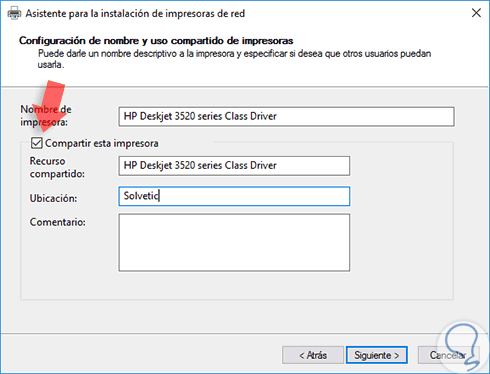 Asistente para la instalación de impresoras de red
Configuración de nombre y uso compartido de impresoras
Puede darle un nombre descriptivo a la impresora y especificar si desea que otros usuarios puedan
usarla.
Nombre de
impresora:
HP Deskjet 3520 series Class Driver
Compartir esta impresora
Recurso
compartido:
HP Deskjet 3520 series Class Driver
Ubicación:
Solvetic
Comentario:
< Atrás
Siguiente >
Cancelar